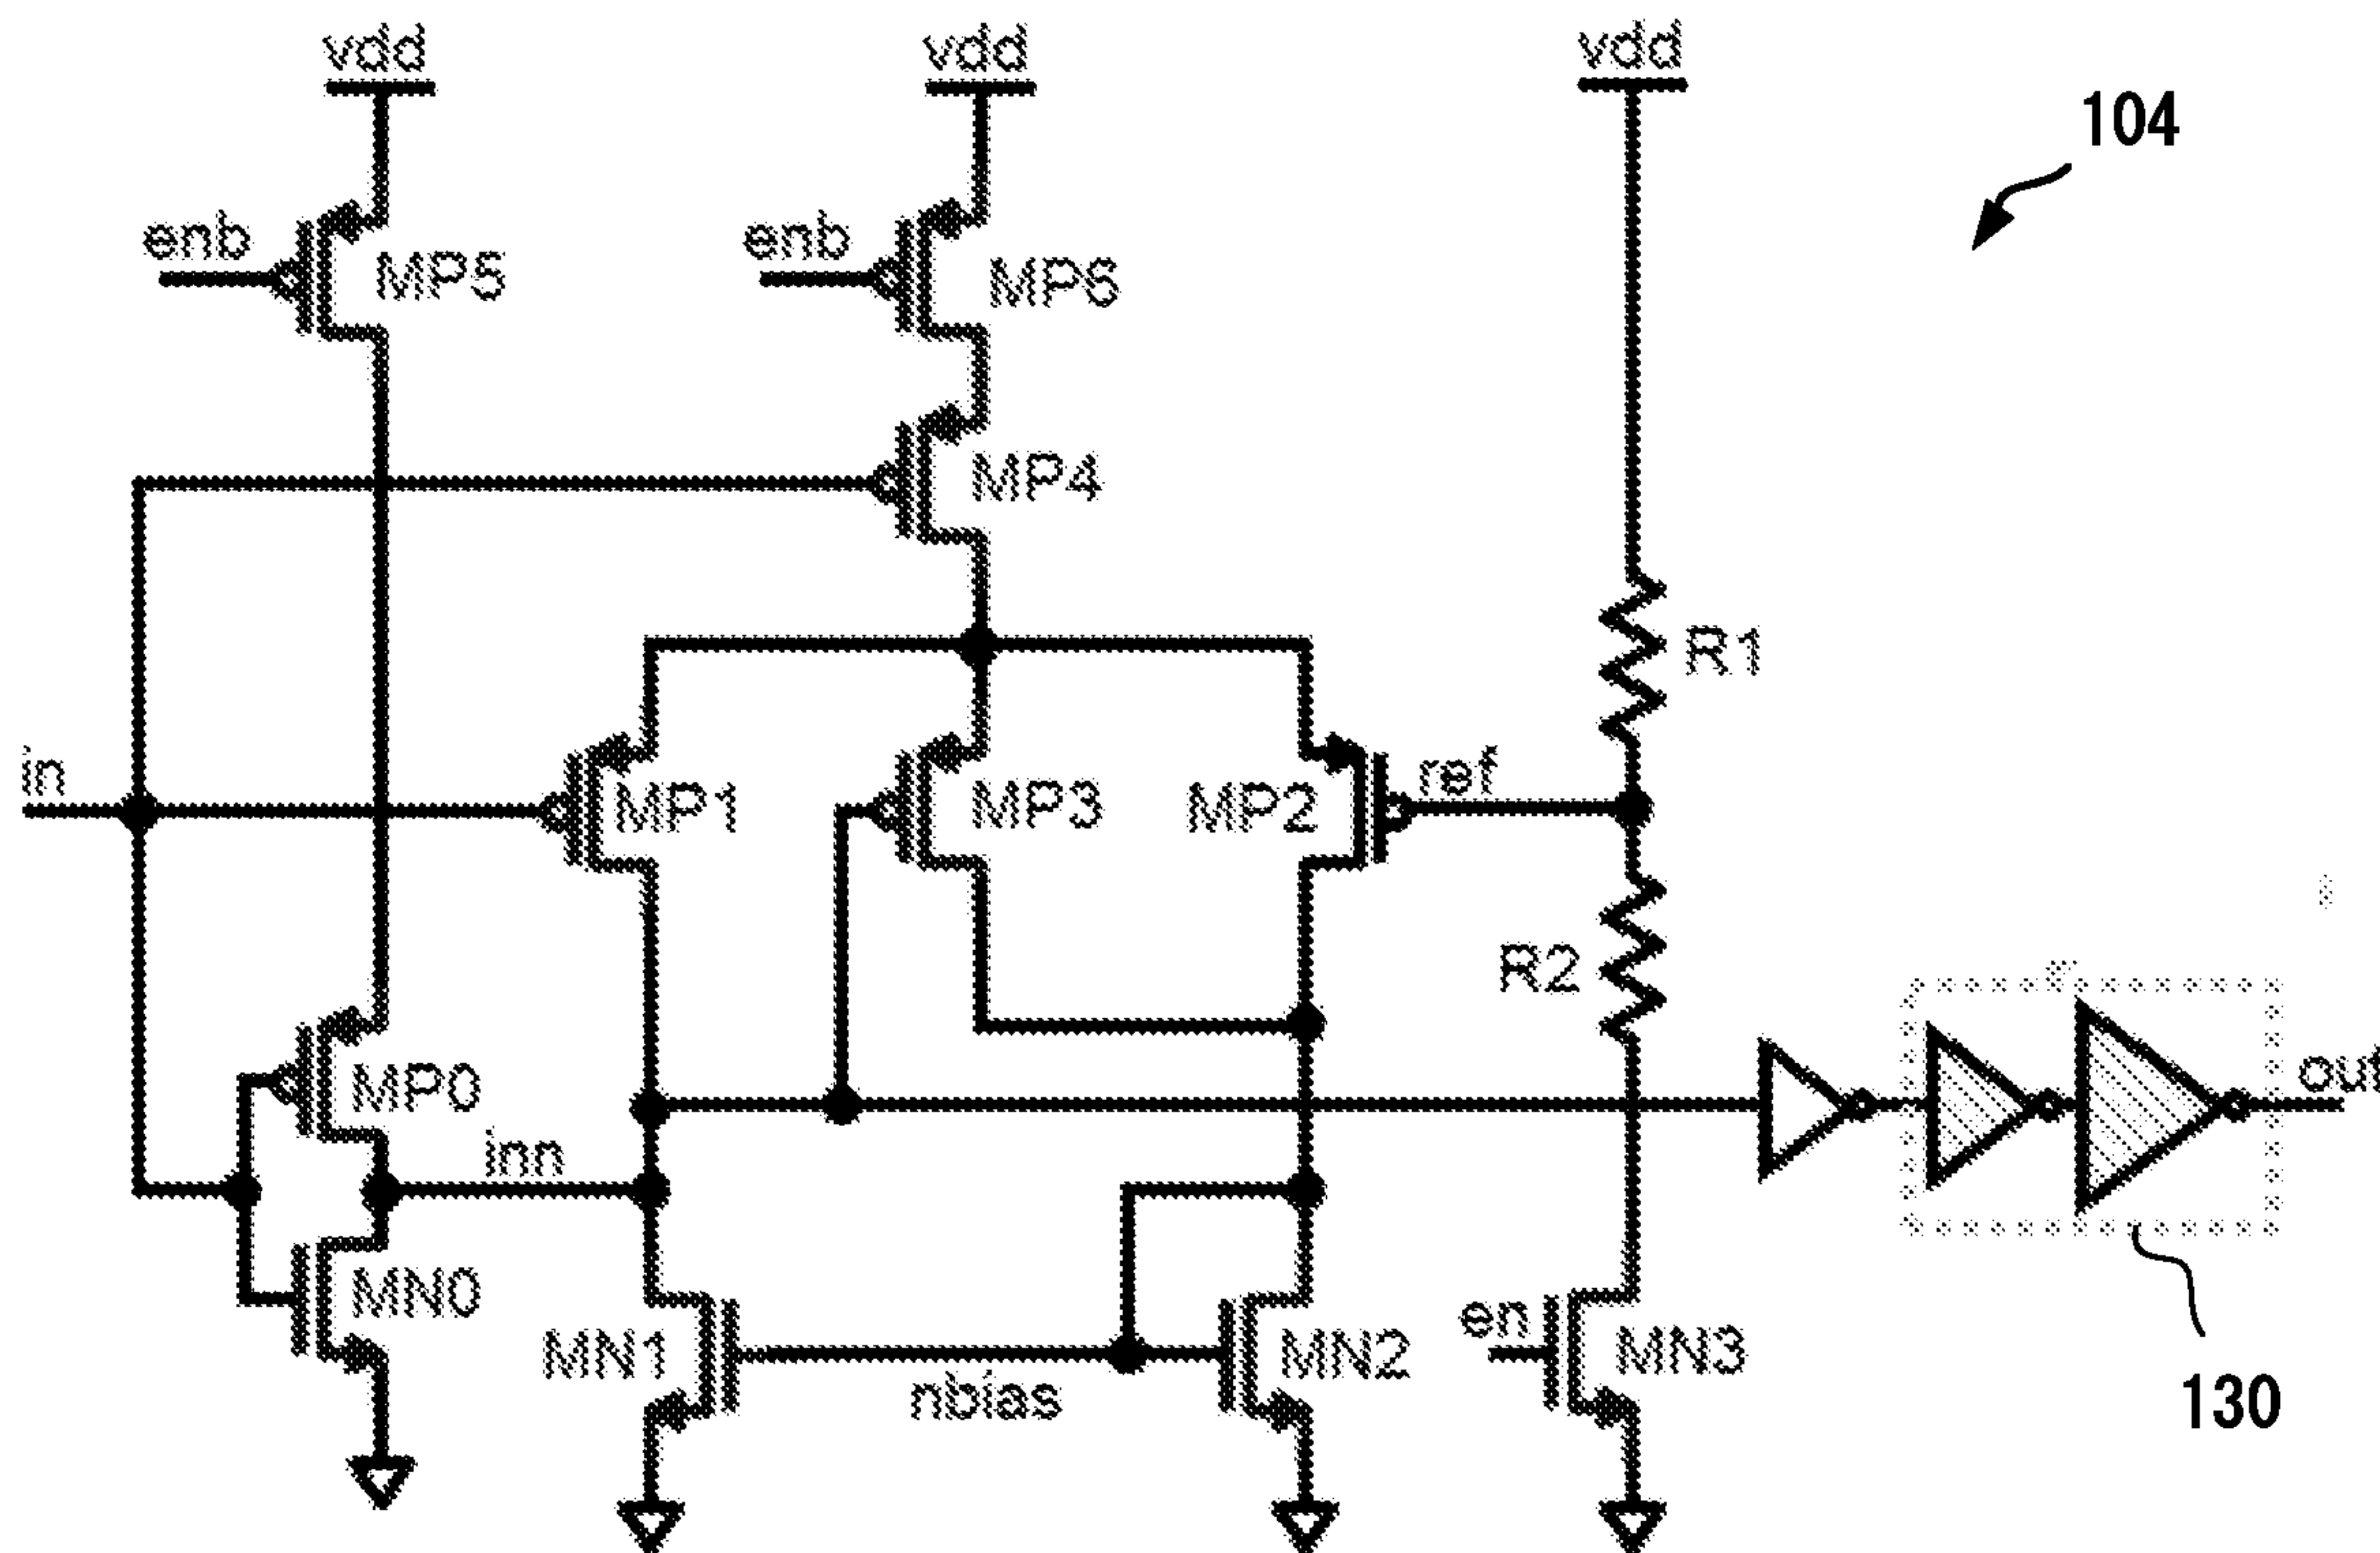 vdd vdd vdd
104
enb MP5 enb MP6
MP4
R1
in MP1 MP3 MP2 ref
R2
MP0 out
inn
MN0 en
MN1 MN2 MN3
nbias
130